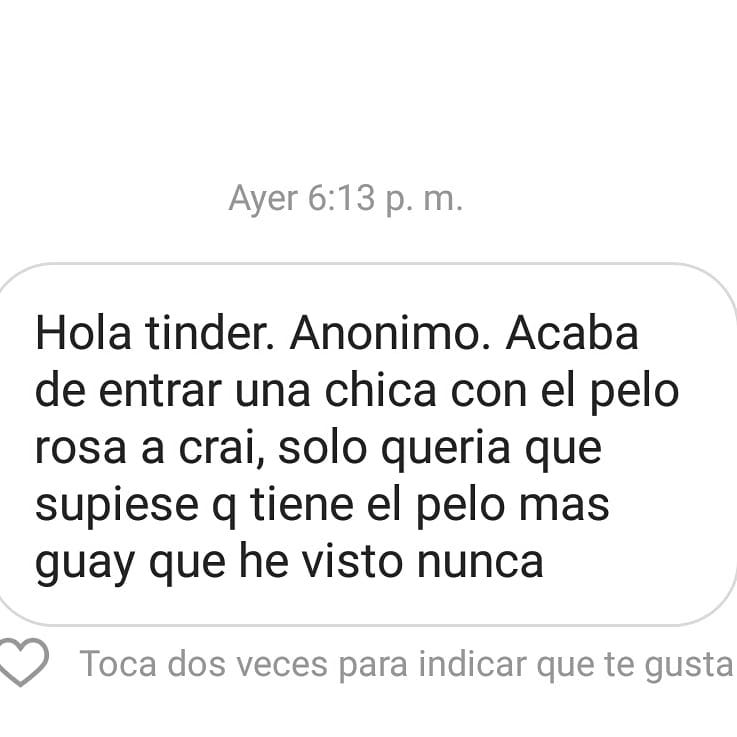 Ayer 6:13 p. m.
Hola tinder. Anonimo. Acaba
de entrar una chica con el pelo
rosa a crai, solo queria que
supiese q tiene el pelo mas
guay que he visto nunca
Toca dos veces para indicar que te gusta